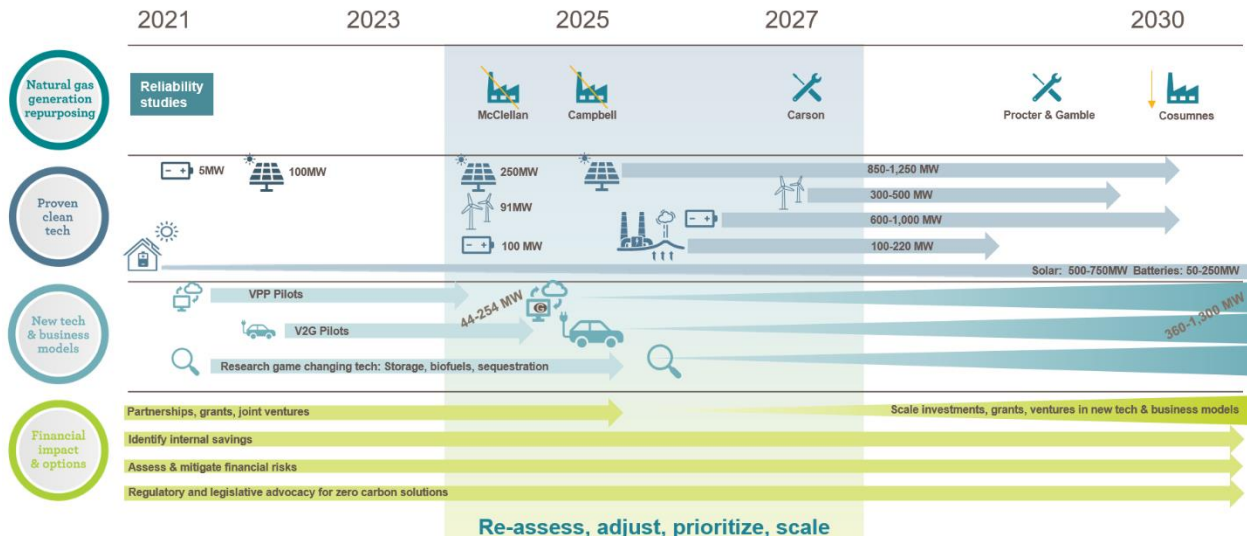 2021 2023 2025 2027 2030
Natural gas
generation
repurposing
Reliability
studies
McClellan
Campbell
Carson
Procter & Gamble
Cosumnes
Proven
clean
tech
5MW
100MW
250MW
850-1,250 MW
91MW
300-500 MW
100 MW
600-1,000 MW
100-220 MW
Solar: 500-750MW Batteries: 50-250MW
New tech
& business
models
VPP Pilots
44-254 MW
G
360-1,300 MW
V2G Pilots
Research game changing tech: Storage, biofuels, sequestration
Financial
impact
& options
Partnerships, grants, joint ventures
Scale investments, grants, ventures in new tech & business models
Identify internal savings
Assess & mitigate financial risks
Regulatory and legislative advocacy for zero carbon solutions
Re-assess, adjust, prioritize, scale